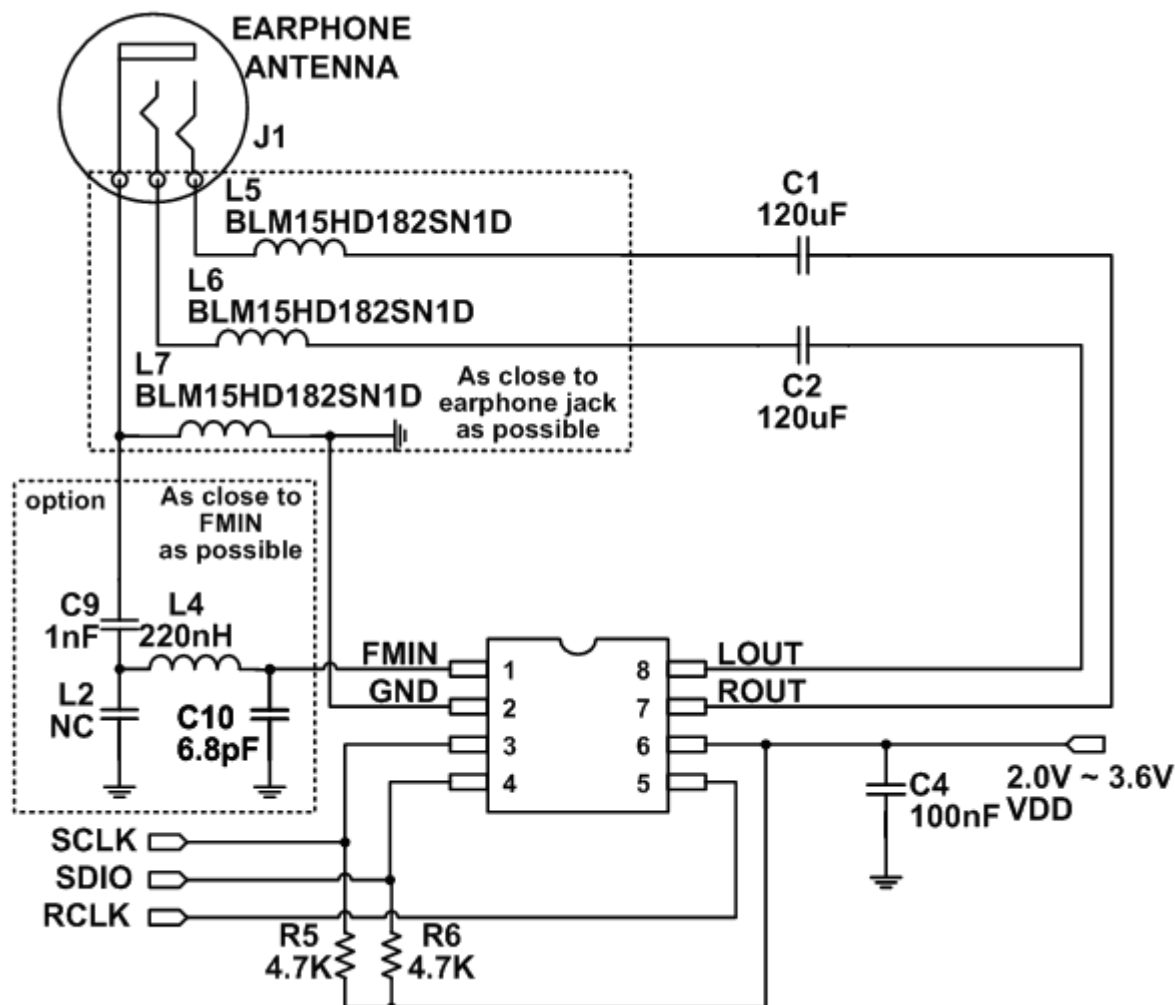 EARPHONE
ANTENNA
J1
L5
BLM15HD182SN1D
C1
120uF
L6
BLM15HD182SN1D
L7
BLM15HD182SN1D
As close to
earphone jack
as possible
C2
120uF
option
As close to
FMIN
as possible
C9
1nF
L4
220nH
FMIN
1
8
LOUT
L2
NC
GND
2
7
ROUT
C10
6.8pF
3
6
4
5
C4
100nF
2.0V ~ 3.6V
VDD
SCLK
SDIO
RCLK
R5
4.7K
R6
4.7K